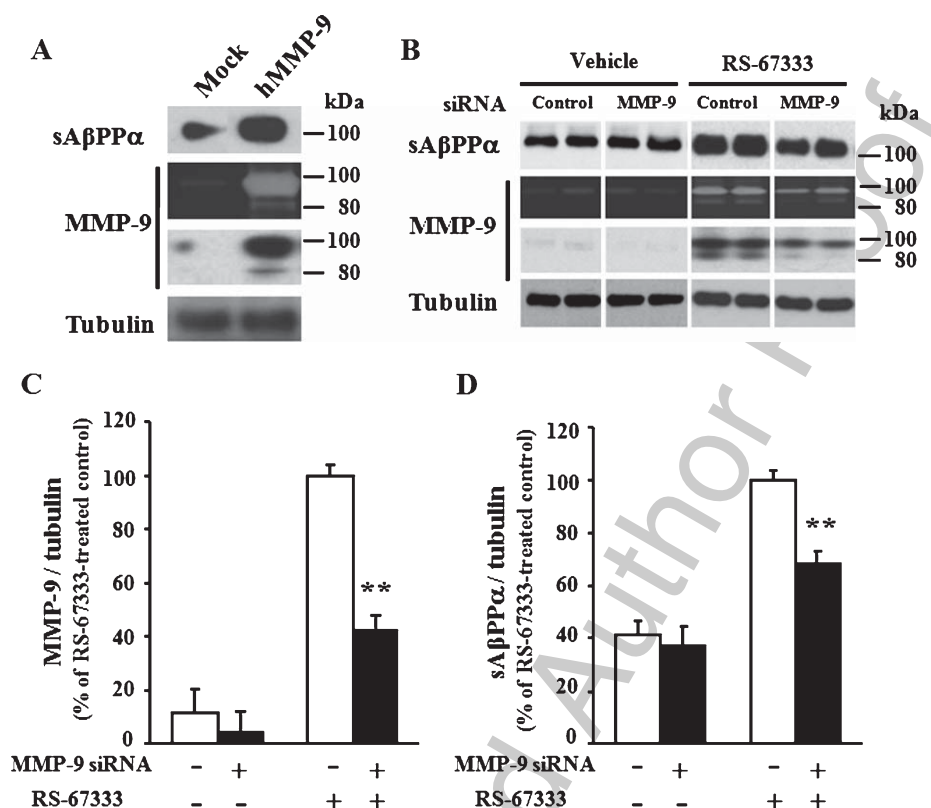 A
Mock
hMMP-9
kDa
sAβPPα
100
MMP-9
100
80
100
80
Tubulin
B
Vehicle
RS-67333
siRNA
Control
MMP-9
Control
MMP-9
kDa
sAβPPα
100
MMP-9
100
80
100
80
Tubulin
C
MMP-9 / tubulin
(% of RS-67333-treated control)
120
100
80
60
40
20
0
**
MMP-9 siRNA - + - +
RS-67333 - - + +
D
sAβPPα / tubulin
(% of RS-67333-treated control)
120
100
80
60
40
20
0
**
MMP-9 siRNA - + - +
RS-67333 - - + +
d Author P oof